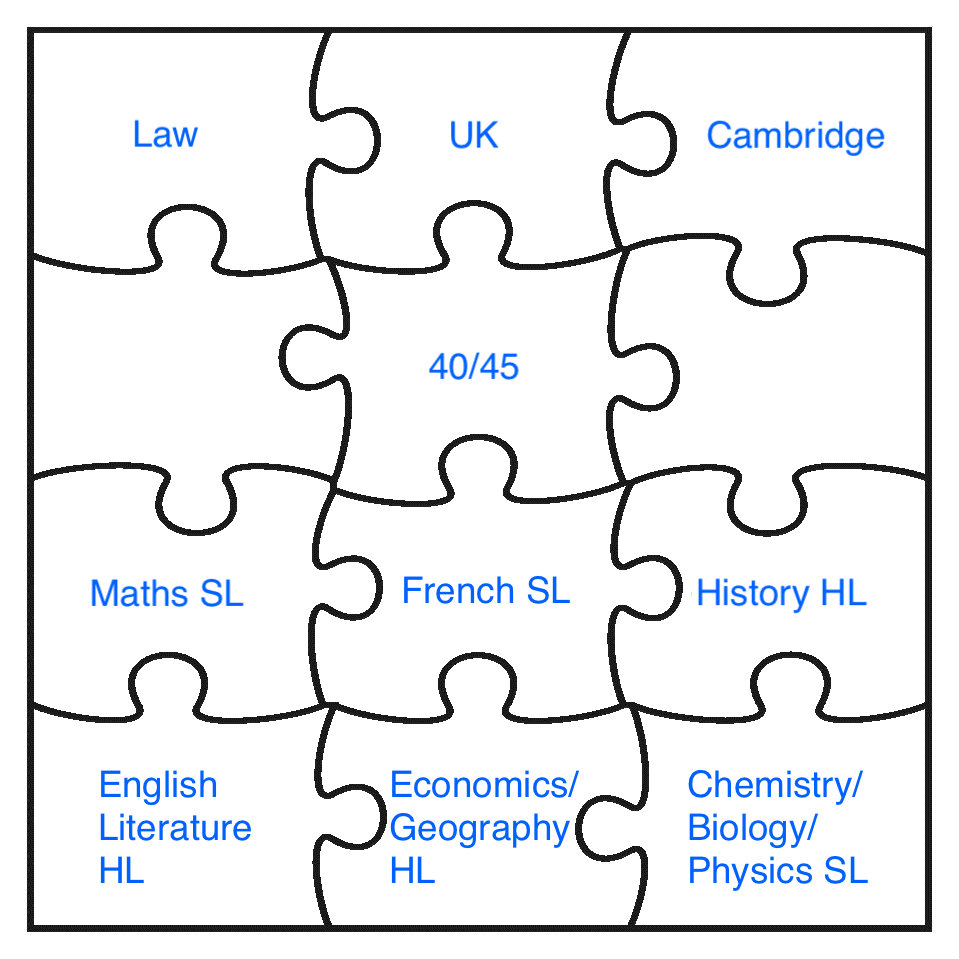 Law
UK
Cambridge
40/45
Maths SL
French SL
History HL
English
Literature
HL
Economics/
Geography
HL
Chemistry/
Biology/
Physics SL